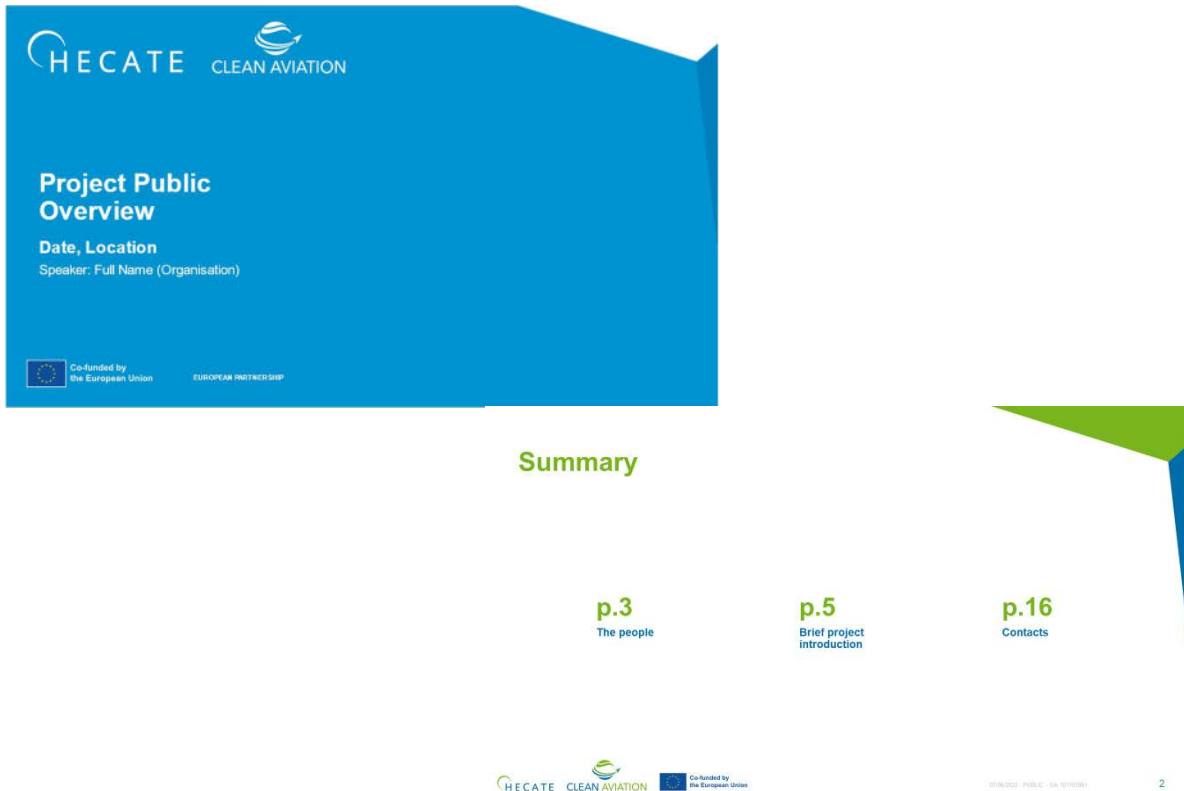 HECATE
CLEAN AVIATION
Project Public
Overview
Date, Location
Speaker: Full Name (Organisation)
Co-funded by
the European Union
EUROPEAN PARTNERSHIP
Summary
p.3
The people
p.5
Brief project
introduction
p.16
Contacts
HECATE
CLEAN AVIATION
Co-funded by
the European Union
2